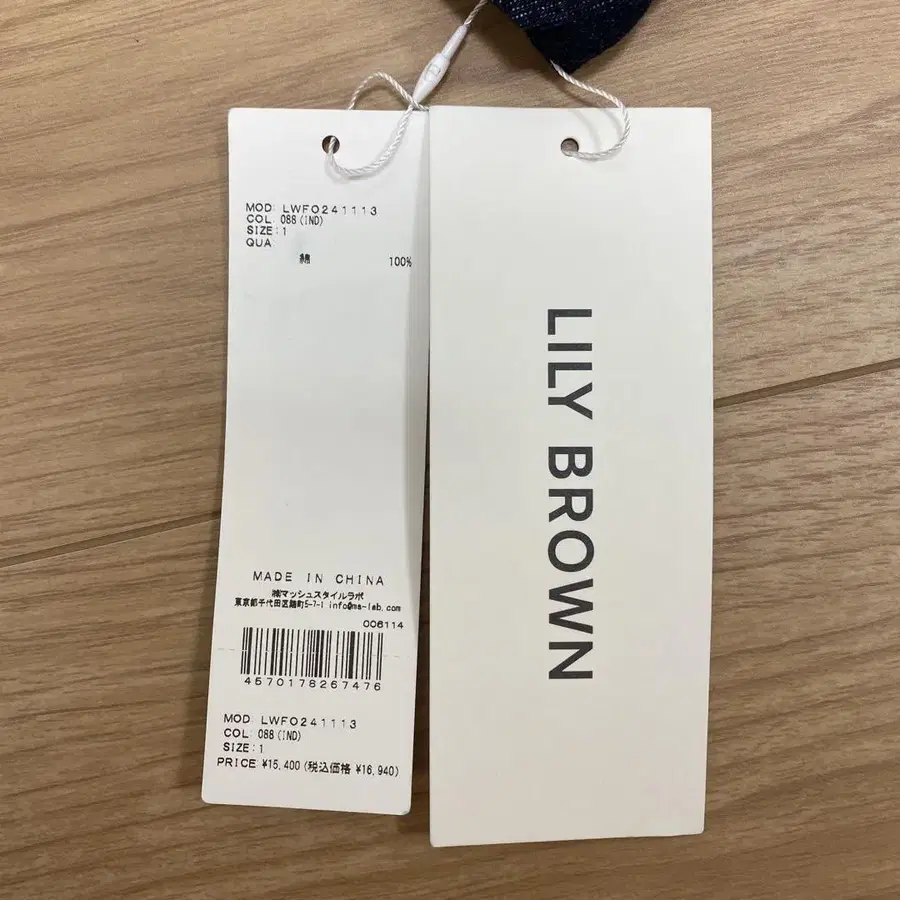 MOD: LWFO241113
COL: 088(IND)
SIZE:1
QUA
綿 100%
MADE IN CHINA
㈱マッシュスタイルラボ
東京都千代田区麹町5-7-1 info@ms-lab.com
006114
4570178267476
MOD: LWFO241113
COL: 088(IND)
SIZE:1
PRICE ¥15,400 (税込価格 ¥16,940)
LILY BROWN